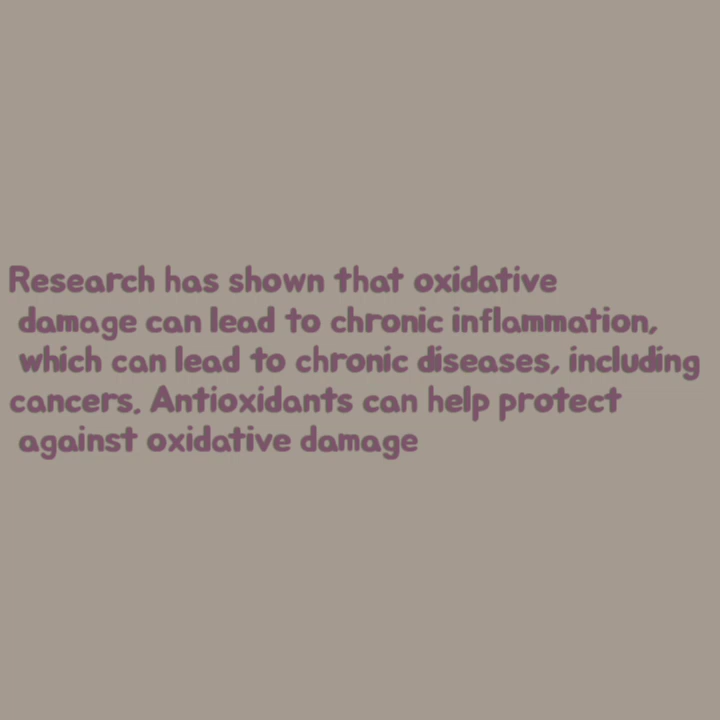 Research has shown that oxidative
damage can lead to chronic inflammation,
which can lead to chronic diseases, including
cancers. Antioxidants can help protect
against oxidative damage